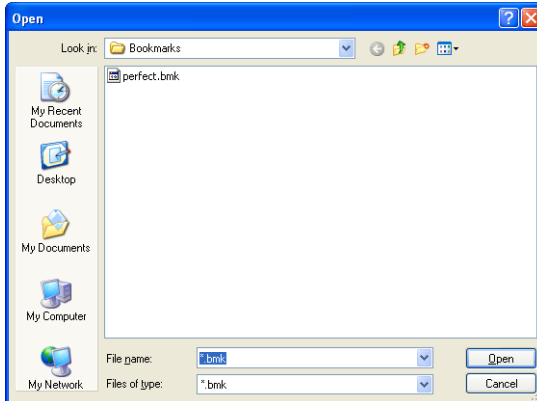 Open
Look in: Bookmarks
perfect.bmk
My Recent
Documents
Desktop
My Documents
My Computer
My Network
File name: *.bmk Open
Files of type: *.bmk Cancel